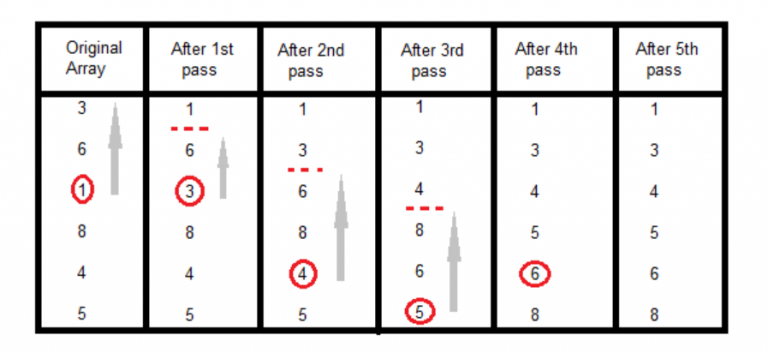 Original Array After 1st pass After 2nd pass After 3rd pass After 4th pass After 5th pass
3 1 1 1 1 1
6 6 3 3 3 3
1 3 6 4 4 4
8 8 8 8 5 5
4 4 4 6 6 6
5 5 5 5 8 8